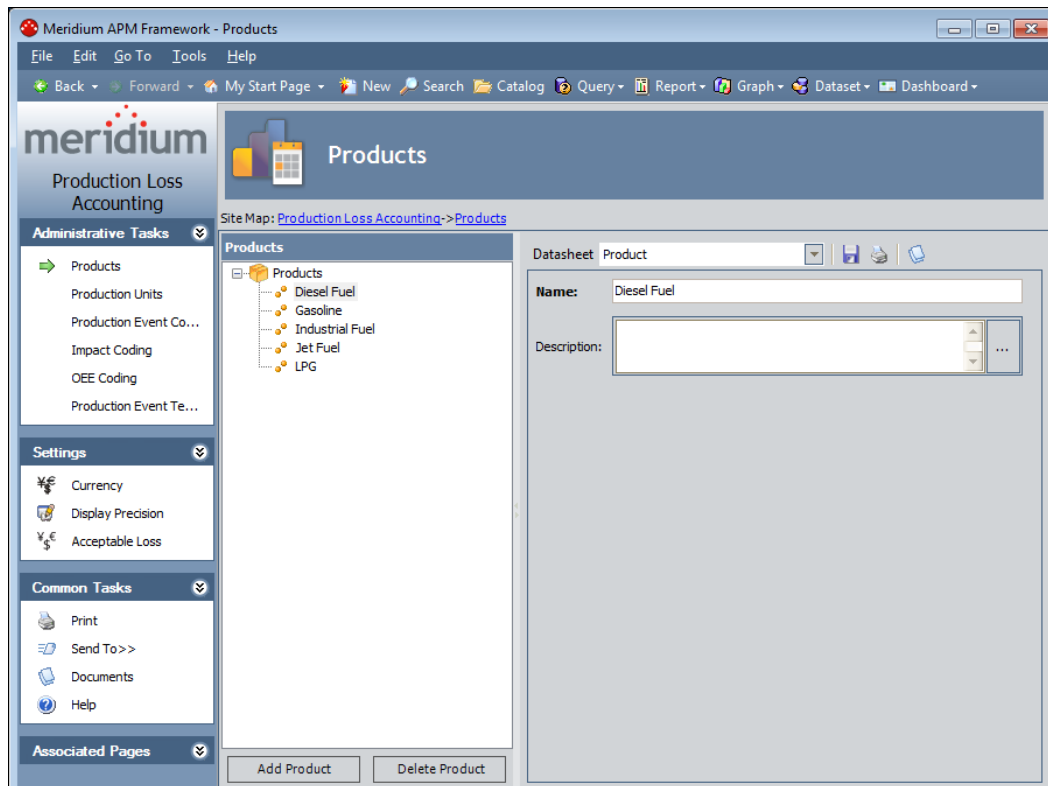 Meridium APM Framework - Products
File Edit Go To Tools Help
Back Forward My Start Page New Search Catalog Query Report Graph Dataset Dashboard
meridium
Production Loss
Accounting
Products
Site Map: Production Loss Accounting->Products
Administrative Tasks
Products
Production Units
Production Event Co...
Impact Coding
OEE Coding
Production Event Te...
Settings
Currency
Display Precision
Acceptable Loss
Common Tasks
Print
Send To>>
Documents
Help
Associated Pages
Products
Products
Diesel Fuel
Gasoline
Industrial Fuel
Jet Fuel
LPG
Add Product Delete Product
Datasheet Product
Name: Diesel Fuel
Description: ...